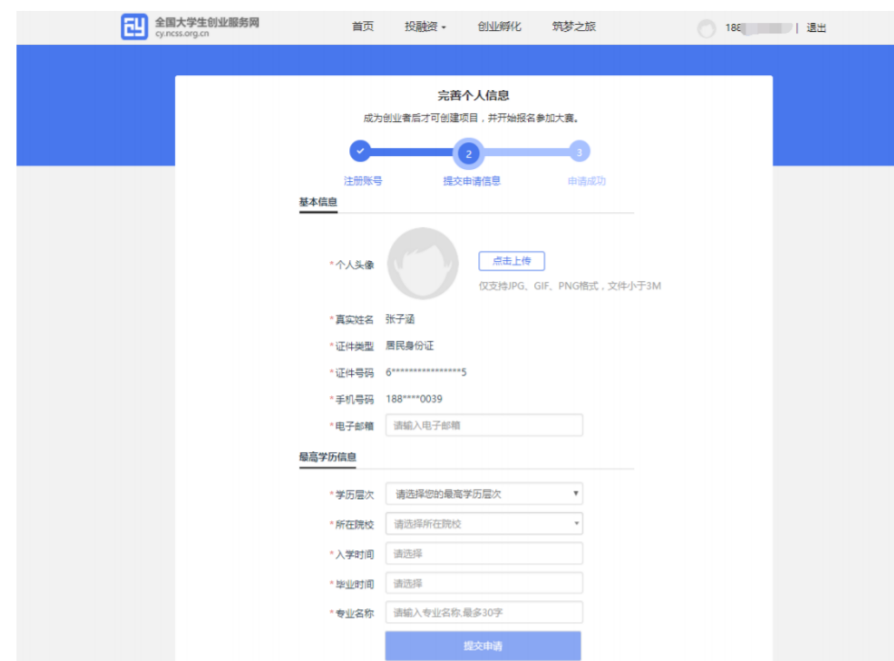 全国大学生创业服务网
cy.ncss.org.cn
首页 投融资 创业孵化 筑梦之旅
188 | 退出
完善个人信息
成为创业者后才可创建项目，并开始报名参加大赛。
2 3
注册账号 提交申请信息 申请成功
基本信息
*个人头像
点击上传
仅支持JPG、GIF、PNG格式，文件小于3M
*真实姓名 张子涵
*证件类型 居民身份证
*证件号码 6****************5
*手机号码 188****0039
*电子邮箱 请输入电子邮箱
最高学历信息
*学历层次 请选择您的最高学历层次
*所在院校 请选择所在院校
*入学时间 请选择
*毕业时间 请选择
*专业名称 请输入专业名称,最多30字
提交申请